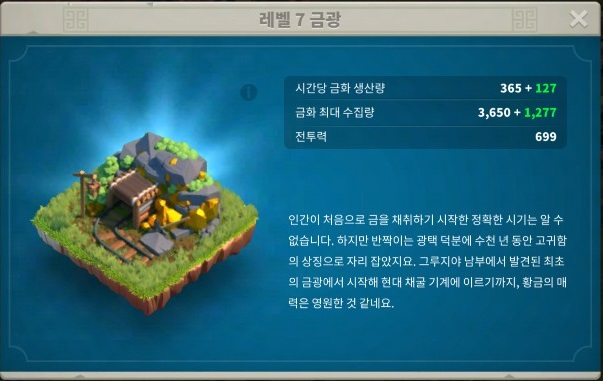 레벨 7 금광
시간당 금화 생산량 365 + 127
금화 최대 수집량 3,650 + 1,277
전투력 699
인간이 처음으로 금을 채취하기 시작한 정확한 시기는 알 수
없습니다. 하지만 반짝이는 광택 덕분에 수천 년 동안 고귀함
의 상징으로 자리 잡았지요. 그루지야 남부에서 발견된 최초
의 금광에서 시작해 현대 채굴 기계에 이르기까지, 황금의 매
력은 영원한 것 같네요.